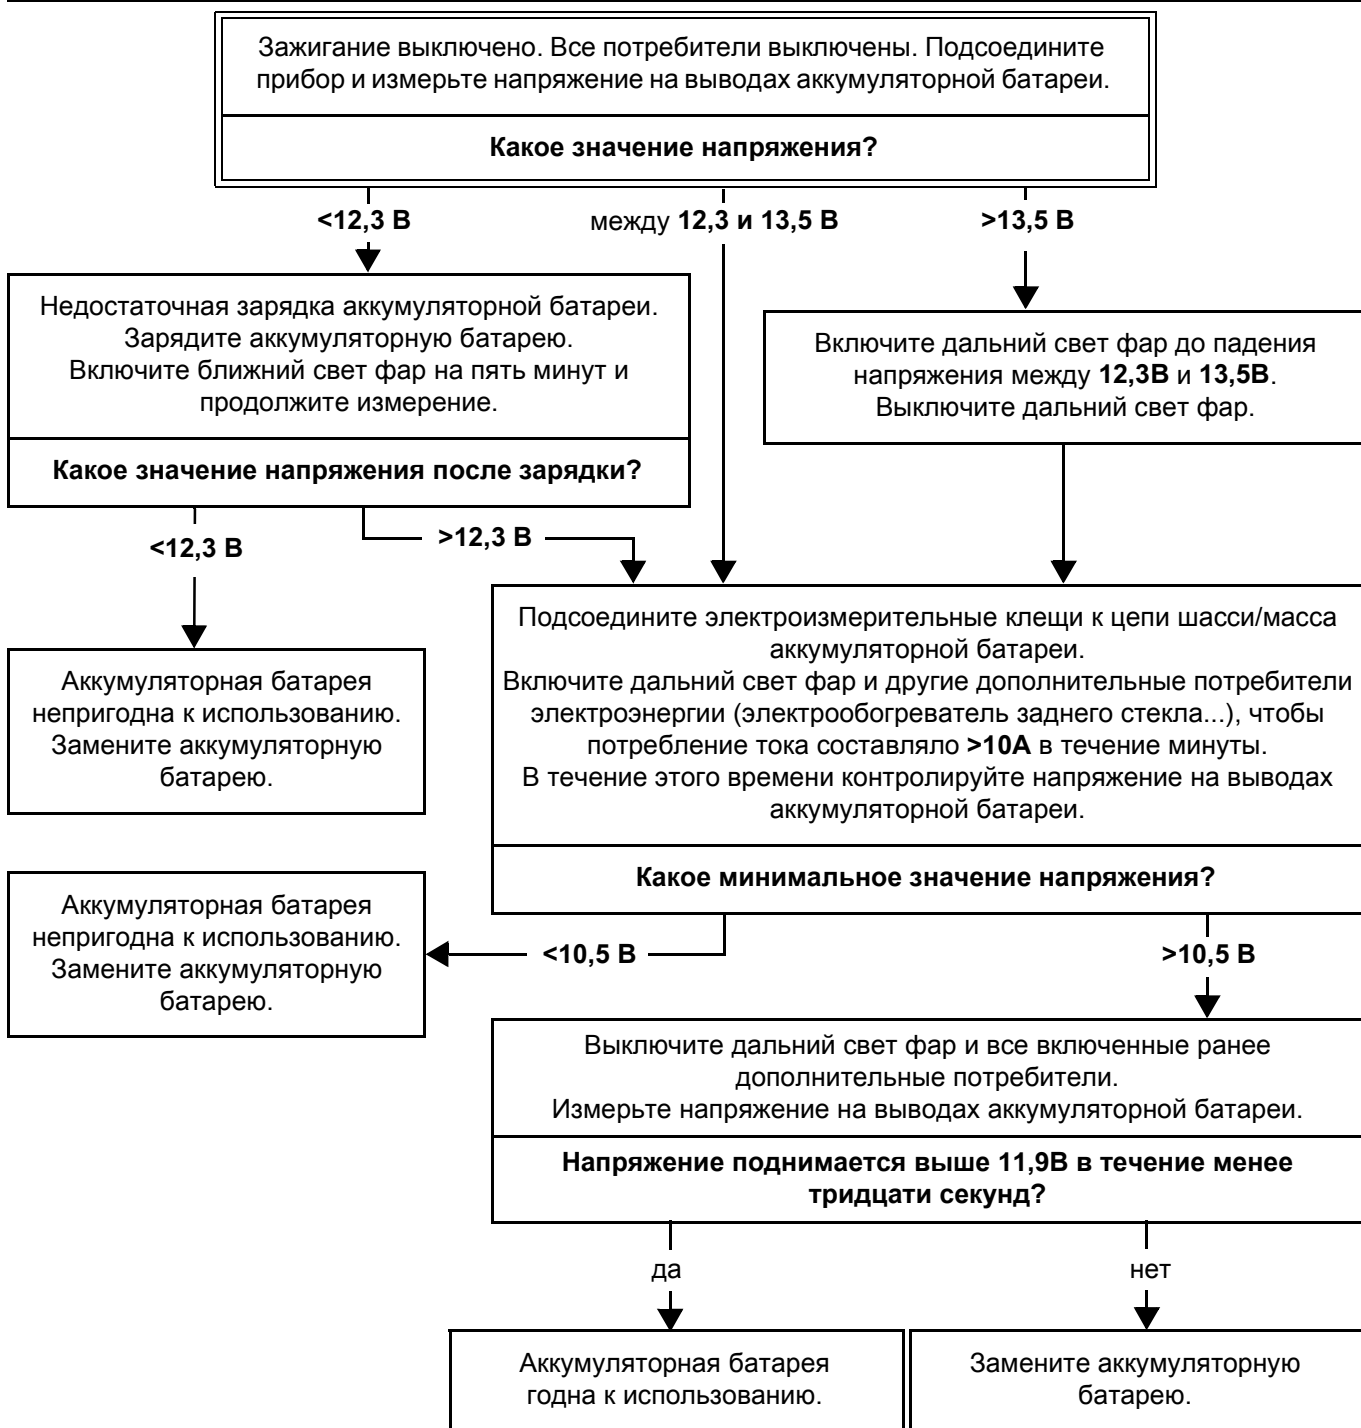 Зажигание выключено. Все потребители выключены. Подсоедините
прибор и измерьте напряжение на выводах аккумуляторной батареи.
Какое значение напряжения?
<12,3 В
между 12,3 и 13,5 В
>13,5 В
Недостаточная зарядка аккумуляторной батареи.
Зарядите аккумуляторную батарею.
Включите ближний свет фар на пять минут и
продолжите измерение.
Какое значение напряжения после зарядки?
Включите дальний свет фар до падения
напряжения между 12,3В и 13,5В.
Выключите дальний свет фар.
<12,3 В
>12,3 В
Аккумуляторная батарея
непригодна к использованию.
Замените аккумуляторную
батарею.
Подсоедините электроизмерительные клещи к цепи шасси/масса
аккумуляторной батареи.
Включите дальний свет фар и другие дополнительные потребители
электроэнергии (электрообогреватель заднего стекла...), чтобы
потребление тока составляло >10А в течение минуты.
В течение этого времени контролируйте напряжение на выводах
аккумуляторной батареи.
Какое минимальное значение напряжения?
Аккумуляторная батарея
непригодна к использованию.
Замените аккумуляторную
батарею.
<10,5 В
>10,5 В
Выключите дальний свет фар и все включенные ранее
дополнительные потребители.
Измерьте напряжение на выводах аккумуляторной батареи.
Напряжение поднимается выше 11,9В в течение менее
тридцати секунд?
да
нет
Аккумуляторная батарея
годна к использованию.
Замените аккумуляторную
батарею.